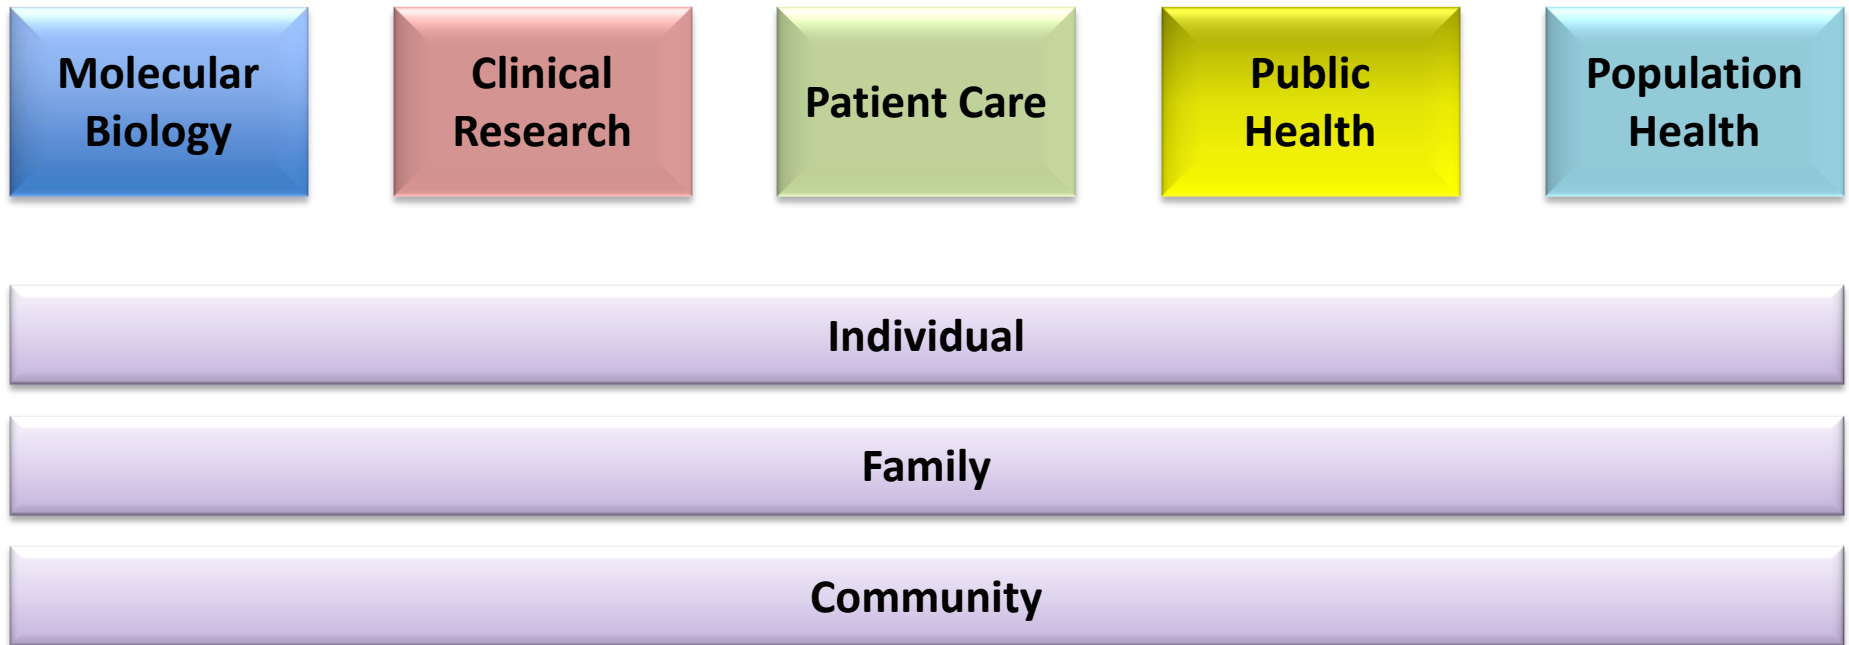 Molecular
Biology
Clinical
Research
Patient Care
Public
Health
Population
Health
Individual
Family
Community